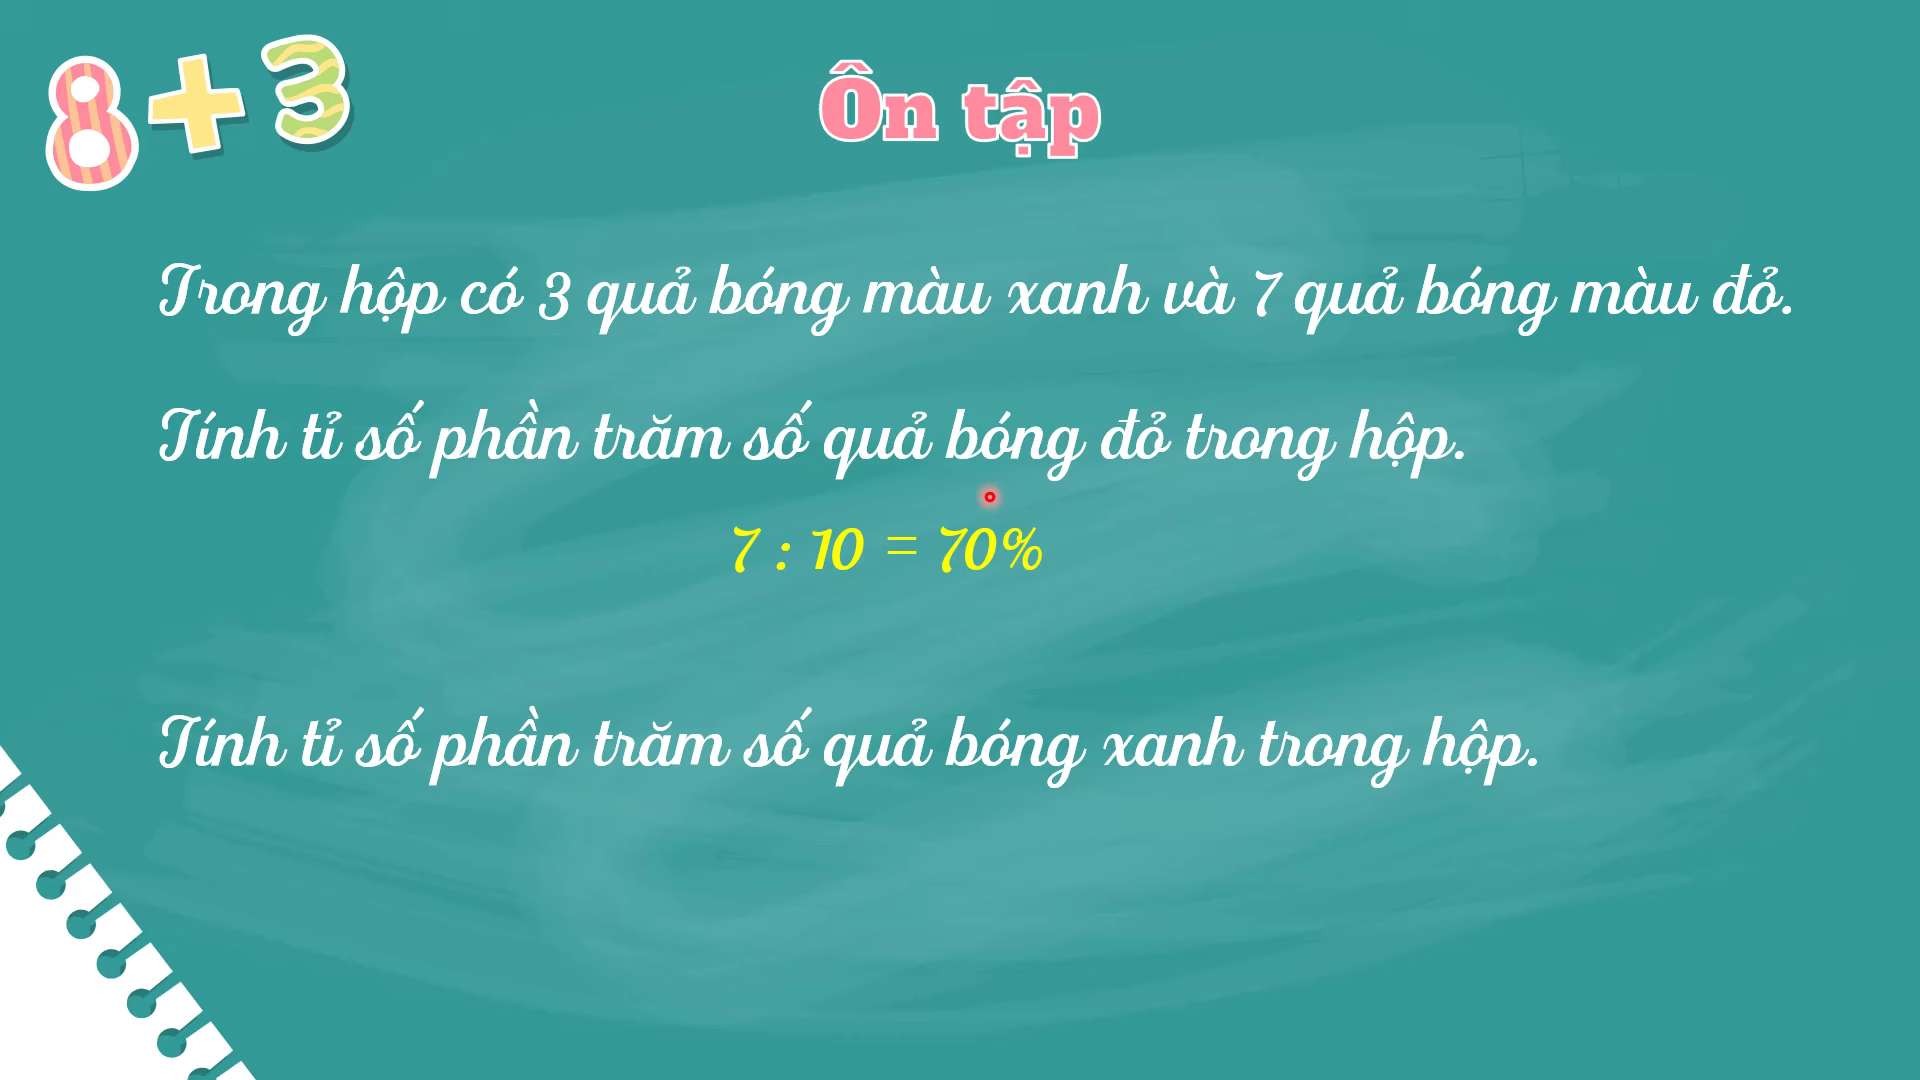 8+3
Ôn tập
Trong hộp có 3 quả bóng màu xanh và 7 quả bóng màu đỏ.
Tính tỉ số phần trăm số quả bóng đỏ trong hộp.
7 : 10 = 70%
Tính tỉ số phần trăm số quả bóng xanh trong hộp.